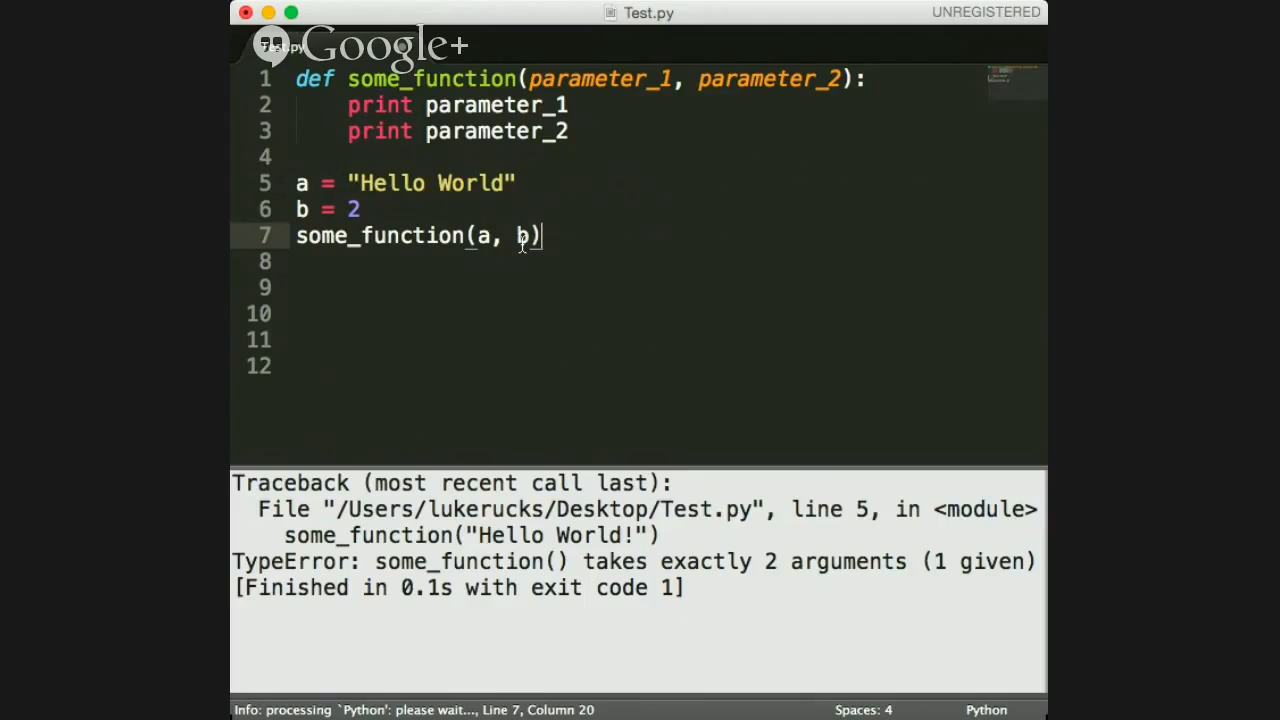 Test.py
UNREGISTERED
Test.py
Google+
1 def some_function(parameter_1, parameter_2):
2     print parameter_1
3     print parameter_2
4
5 a = "Hello World"
6 b = 2
7 some_function(a, b)
8
9
10
11
12
Traceback (most recent call last):
  File "/Users/lukerucks/Desktop/Test.py", line 5, in <module>
    some_function("Hello World!")
TypeError: some_function() takes exactly 2 arguments (1 given)
[Finished in 0.1s with exit code 1]
Info: processing `Python': please wait..., Line 7, Column 20
Spaces: 4
Python